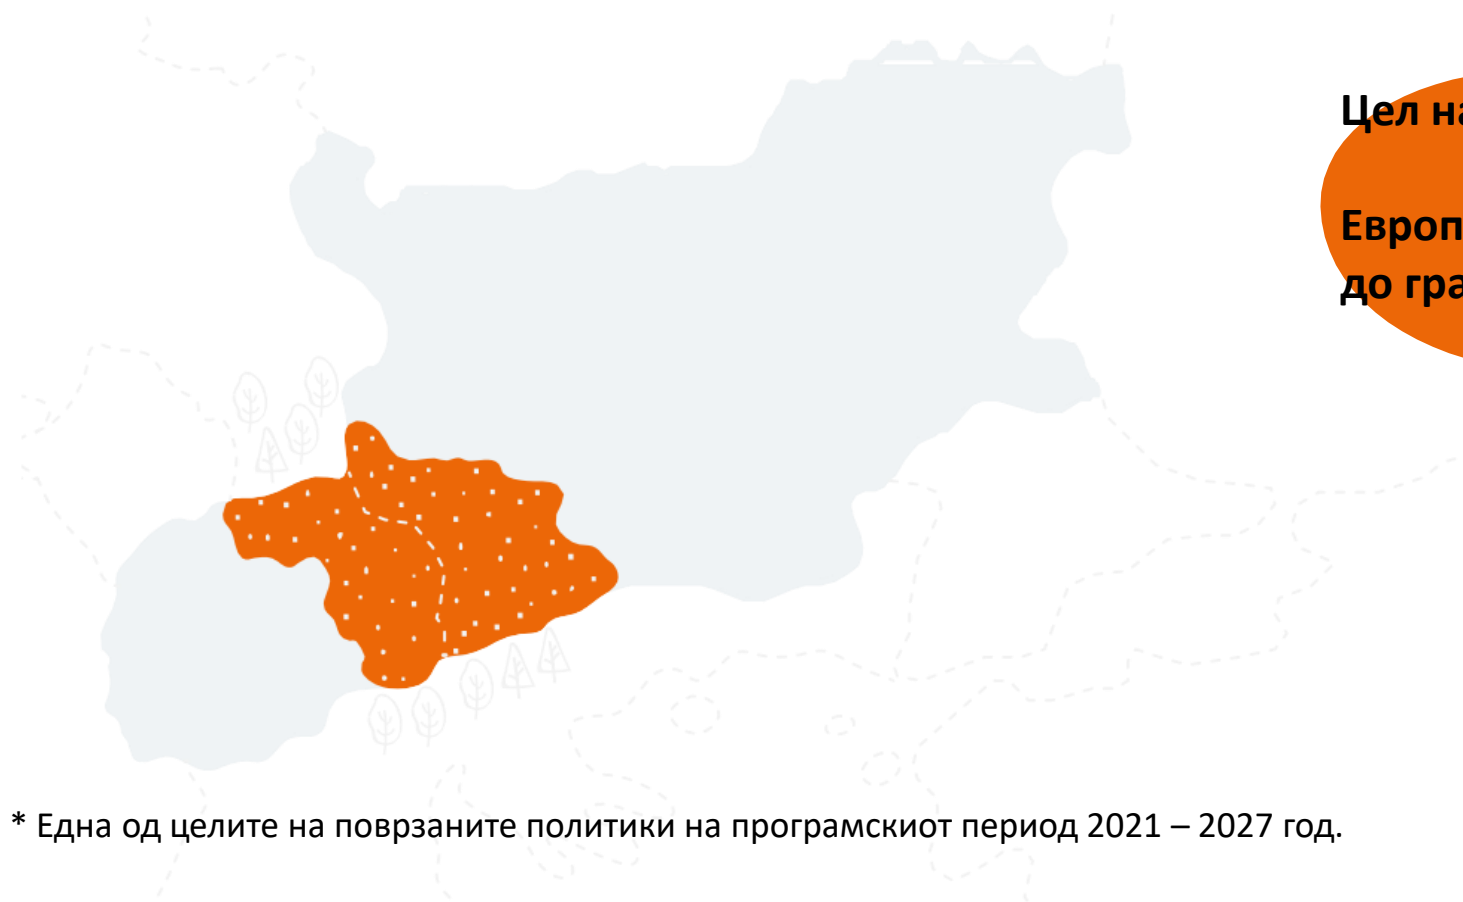 Цел на
Европ
до гра
* Една од целите на поврзаните политики на програмскиот период 2021 – 2027 год.